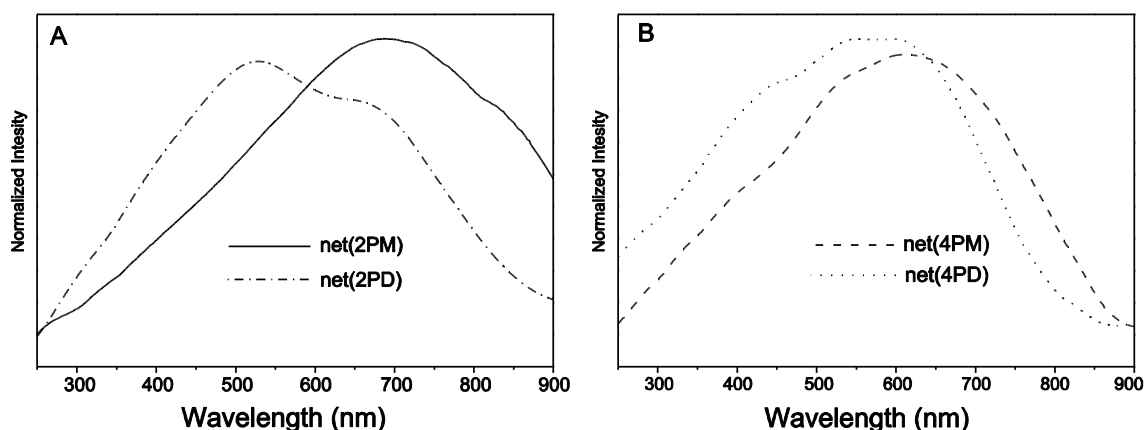 A
Normalized Intesity
net(2PM)
net(2PD)
300 400 500 600 700 800 900
Wavelength (nm)
B
Normalized Intesity
net(4PM)
net(4PD)
300 400 500 600 700 800 900
Wavelength (nm)